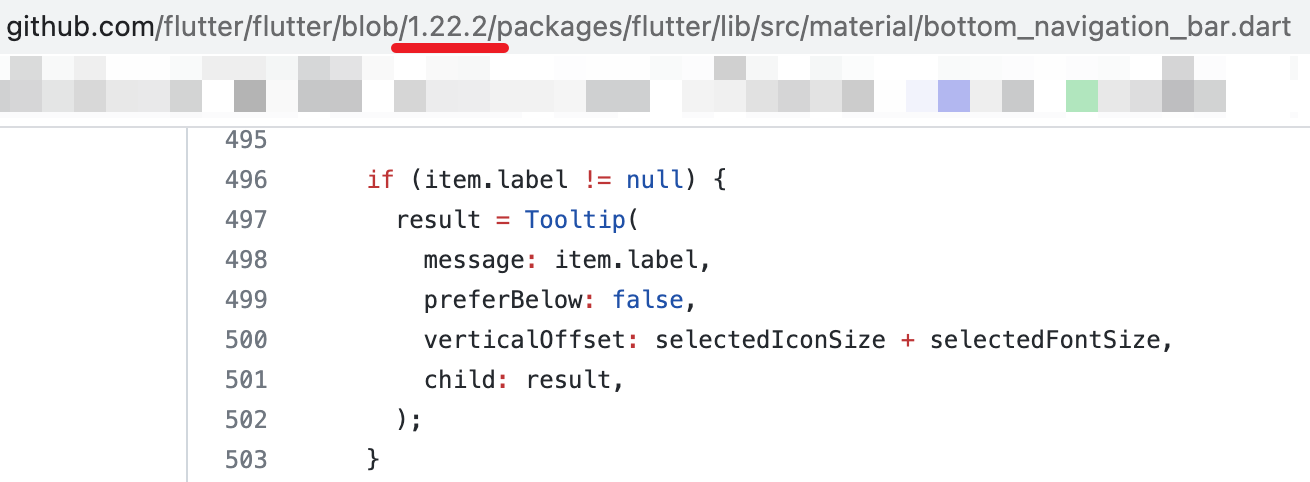 github.com/flutter/flutter/blob/1.22.2/packages/flutter/lib/src/material/bottom_navigation_bar.dart
495
496 if (item.label != null) {
497 result = Tooltip(
498 message: item.label,
499 preferBelow: false,
500 verticalOffset: selectedIconSize + selectedFontSize,
501 child: result,
502 );
503 }